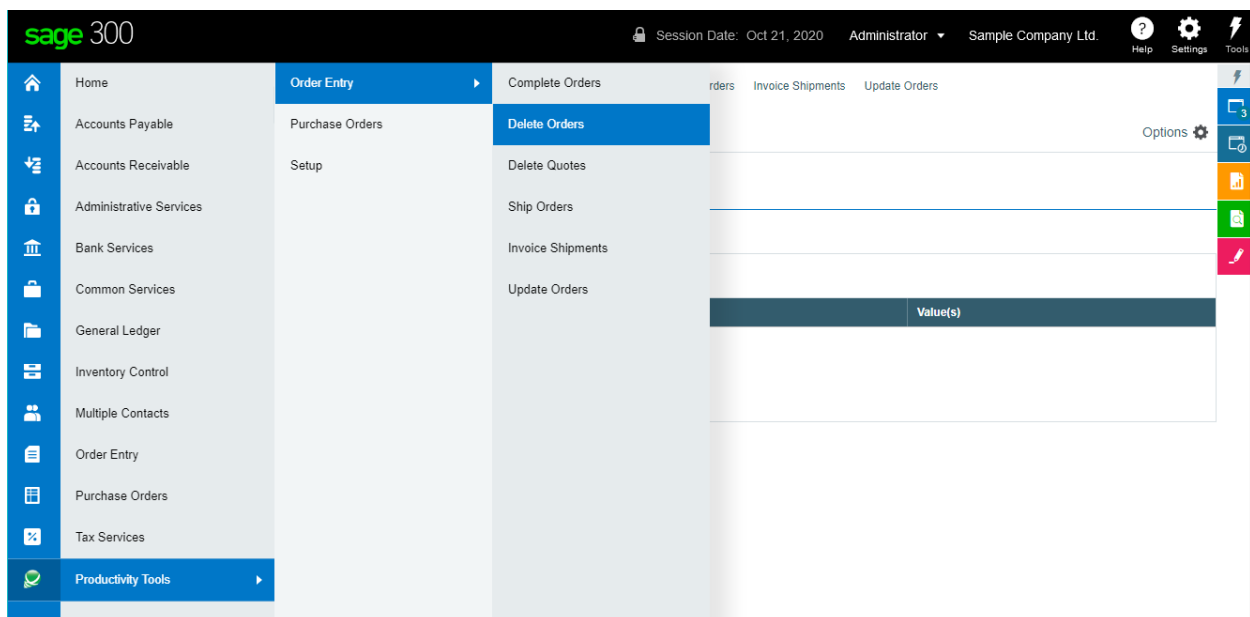 sage 300
Session Date: Oct 21, 2020 Administrator Sample Company Ltd. ? Help Settings Tools
Home
Accounts Payable
Accounts Receivable
Administrative Services
Bank Services
Common Services
General Ledger
Inventory Control
Multiple Contacts
Order Entry
Purchase Orders
Tax Services
Productivity Tools
Order Entry
Purchase Orders
Setup
Complete Orders
Delete Orders
Delete Quotes
Ship Orders
Invoice Shipments
Update Orders
rders Invoice Shipments Update Orders
Options
Value(s)
3